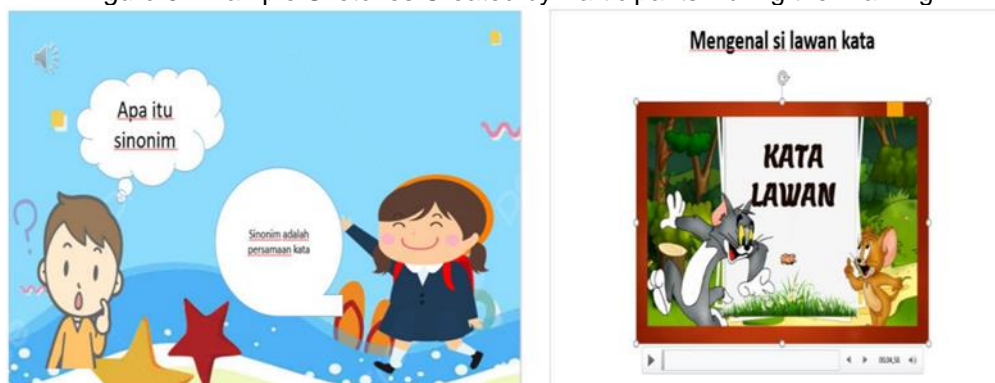 Apa itu
sinonim
Sinonim adalah
persamaan kata
Mengenal si lawan kata
KATA
LAWAN